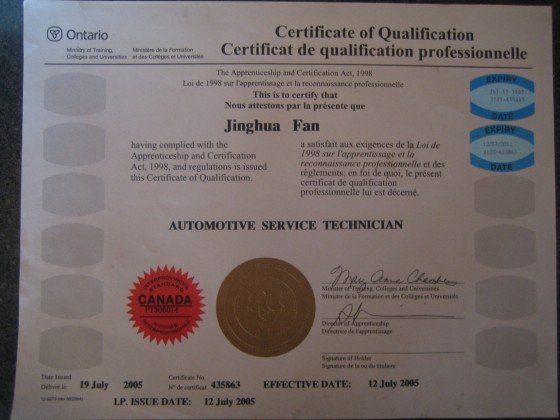 Ontario
Ministry of Training,
Colleges and Universities
Ministère de la Formation
et des Collèges et Universités
Certificate of Qualification
Certificat de qualification professionnelle
The Apprenticeship and Certification Act, 1998
Loi de 1998 sur l'apprentissage et la reconnaissance professionnelle
This is to certify that
Nous attestons par la présente que
Jinghua Fan
having complied with the
Apprenticeship and Certification
Act, 1998, and regulations is issued
this Certificate of Qualification.
a satisfait aux exigences de la Loi de
1998 sur l'apprentissage et la
reconnaissance professionnelle et des
règlements; en foi de quoi, le présent
certificat de qualification
professionnelle lui est décerné.
EXPIRY
DATE
EXPIRY
DATE
AUTOMOTIVE SERVICE TECHNICIAN
INTERPROVINCIAL
STANDARD
CANADA
NORME
INTERPROVINCIALE
Mary Anne Chambers
Minister of Training, Colleges and Universities
Ministre de la Formation et des Collèges et Universités
Director of Apprenticeship
Directrice de l'apprentissage
Signature of Holder
Signature du ou de la titulaire
Date Issued
Délivré le 19 July 2005
Certificate No.
N° de certificat 435863
EFFECTIVE DATE: 12 July 2005
I.P. ISSUE DATE: 12 July 2005